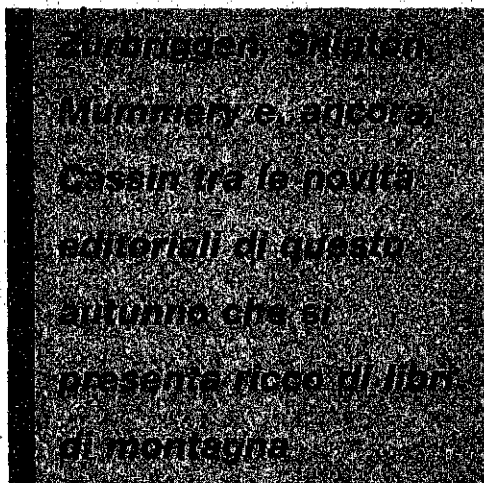 Zurbriggen, Shipton,
Mummery e, ancora,
Cassin tra le novità
editoriali di questo
autunno che si
presenta ricco di libri
di montagna